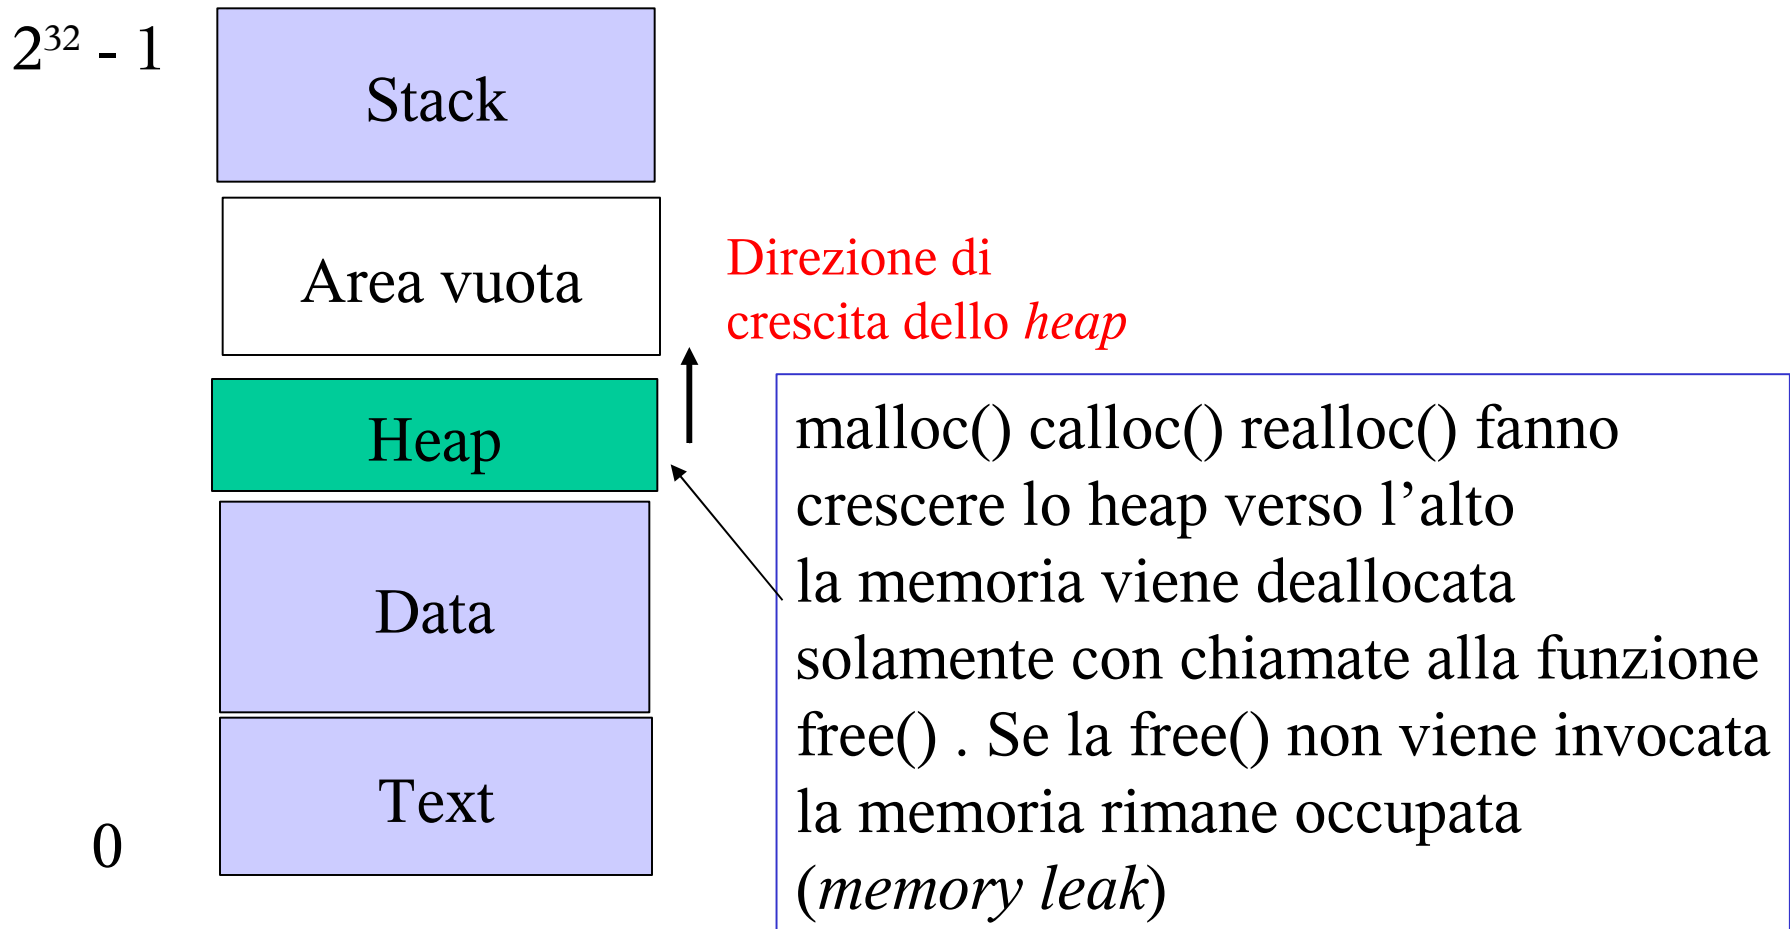 2³² - 1
Stack
Area vuota
Direzione di
crescita dello heap
Heap
malloc() calloc() realloc() fanno
crescere lo heap verso l’alto
la memoria viene deallocata
solamente con chiamate alla funzione
free() . Se la free() non viene invocata
la memoria rimane occupata
(memory leak)
Data
Text
0